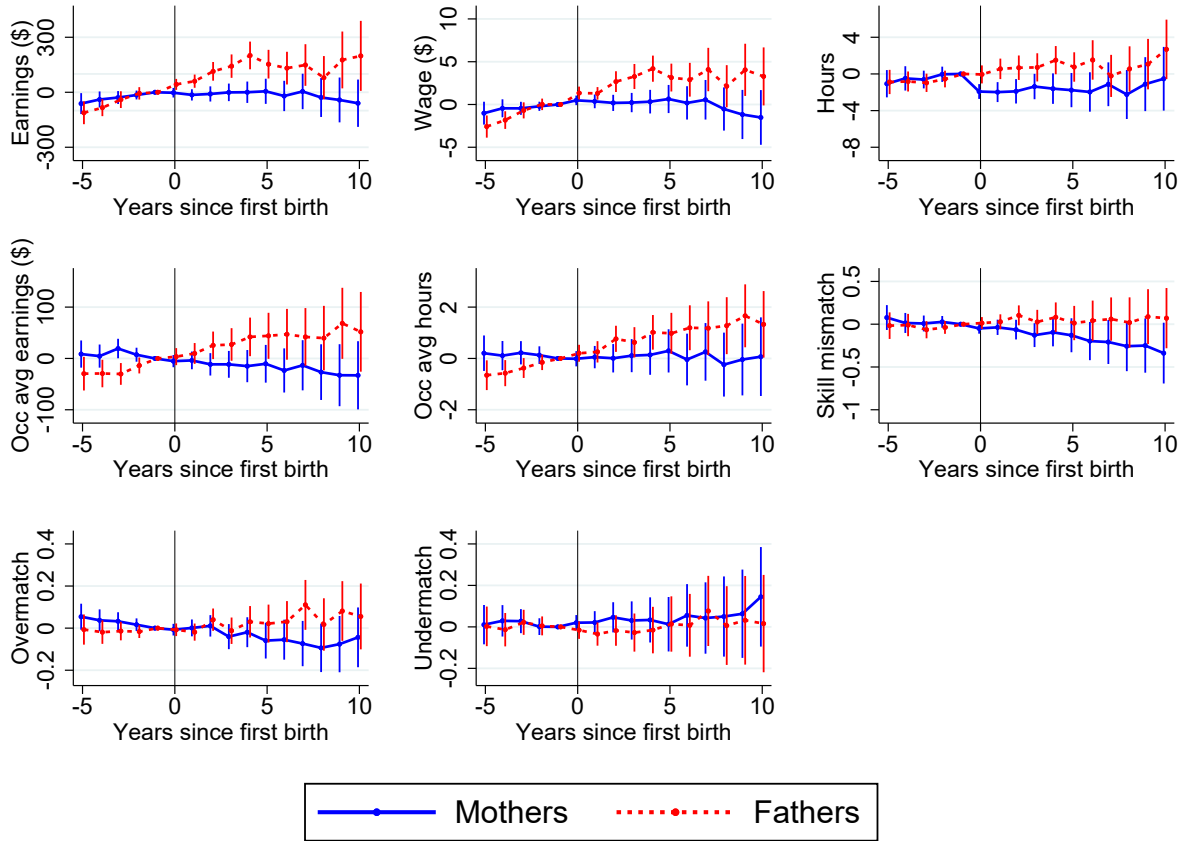 Earnings ($)
300
0
-300
-5 0 5 10
Years since first birth
Wage ($)
10
5
0
-5
-5 0 5 10
Years since first birth
Hours
4
0
-4
-8
-5 0 5 10
Years since first birth
Occ avg earnings ($)
100
0
-100
-5 0 5 10
Years since first birth
Occ avg hours
2
0
-2
-5 0 5 10
Years since first birth
Skill mismatch
0.5
0
-0.5
-1
-5 0 5 10
Years since first birth
Overmatch
0.4
0.2
0
-0.2
-5 0 5 10
Years since first birth
Undermatch
0.4
0.2
0
-0.2
-5 0 5 10
Years since first birth
Mothers Fathers